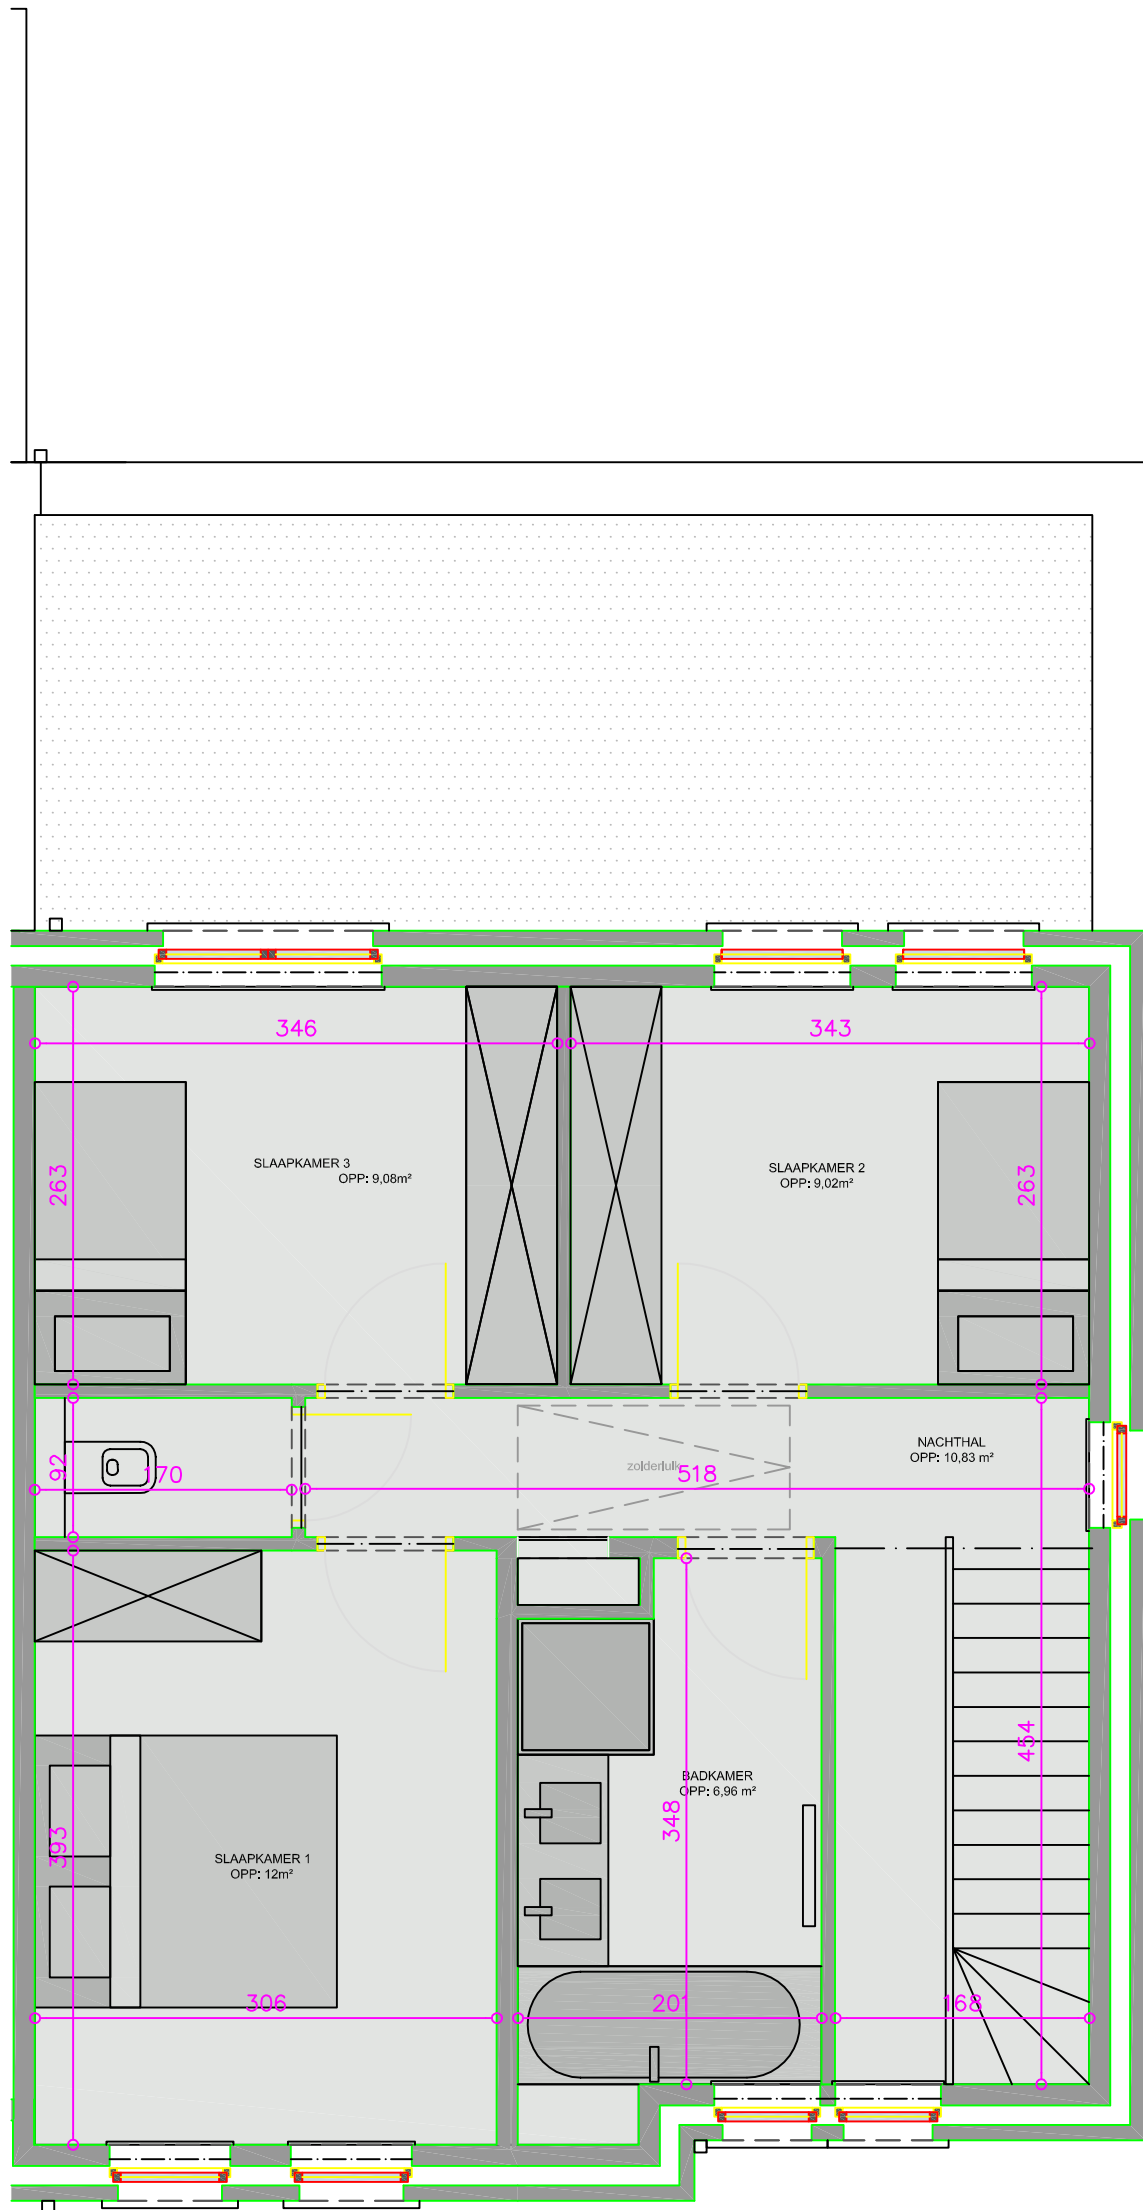 346
343
263
SLAAPKAMER 3
OPP: 9,08m²
SLAAPKAMER 2
OPP: 9,02m²
263
92
170
zolderluik
518
NACHTHAL
OPP: 10,83 m²
393
SLAAPKAMER 1
OPP: 12m²
306
348
BADKAMER
OPP: 6,96 m²
201
454
168